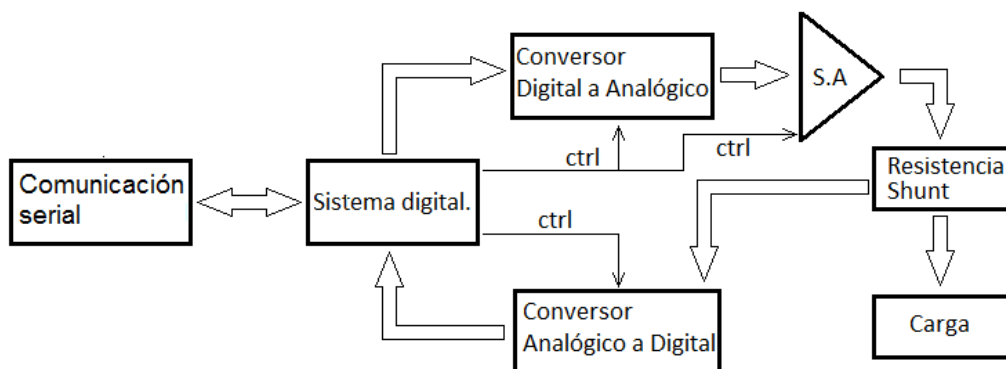 Conversor
Digital a Analógico
S.A
ctrl
ctrl
Resistencia
Shunt
Comunicación
serial
Sistema digital.
ctrl
Conversor
Analógico a Digital
Carga